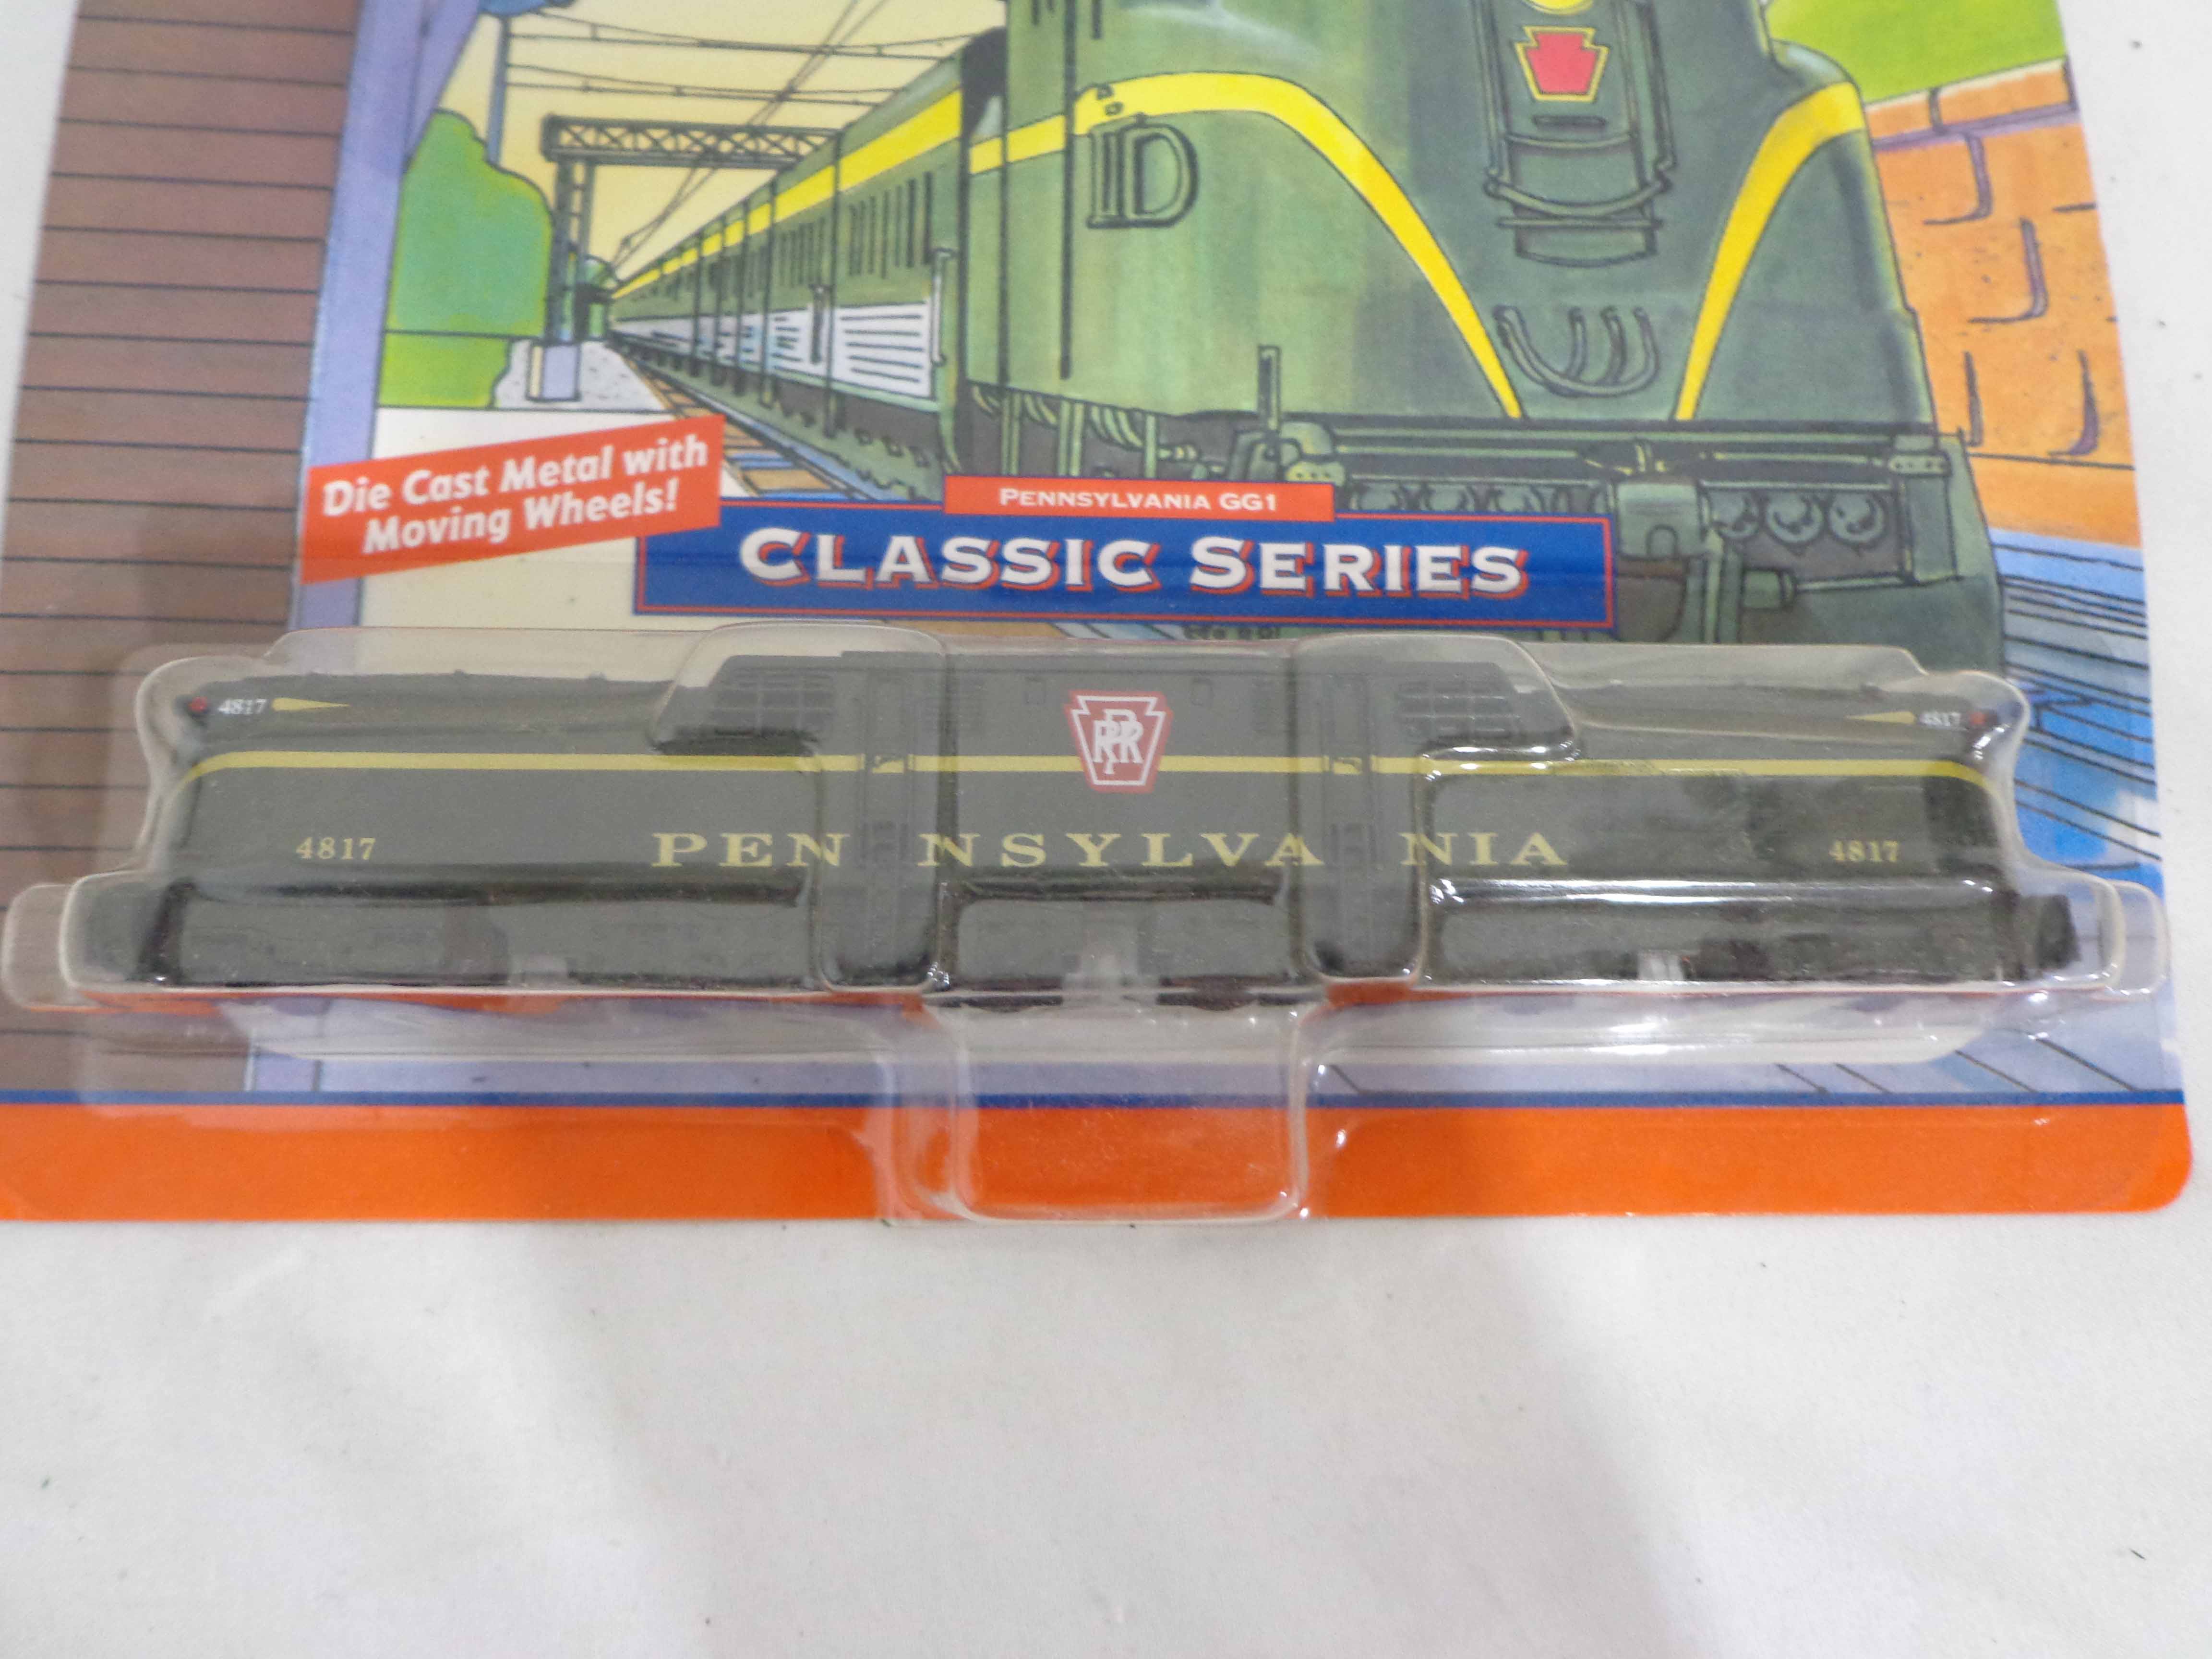 Die Cast Metal with
Moving Wheels!
PENNSYLVANIA GG1
CLASSIC SERIES
4817
4817
PRR
4817
PENNSYLVANIA
4817